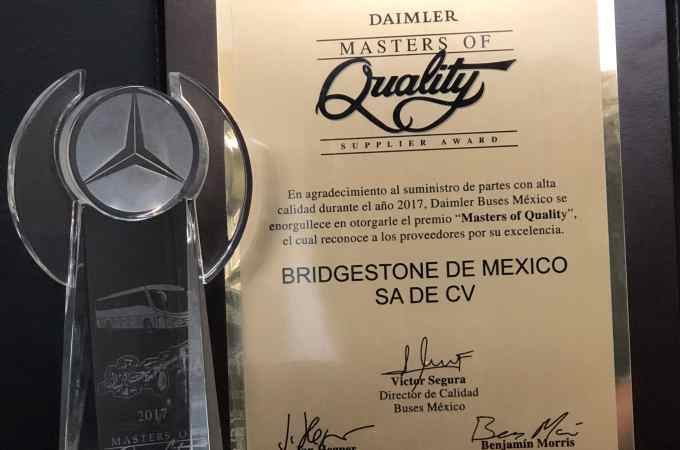 DAIMLER
MASTERS OF
Quality
SUPPLIER AWARD
En agradecimiento al suministro de partes con alta
calidad durante el año 2017, Daimler Buses México se
enorgullece en otorgarle el premio “Masters of Quality”,
el cual reconoce a los proveedores por su excelencia.
BRIDGESTONE DE MEXICO
SA DE CV
Victor Segura
Director de Calidad
Buses México
Benjamín Morris
2017
MASTERS OF